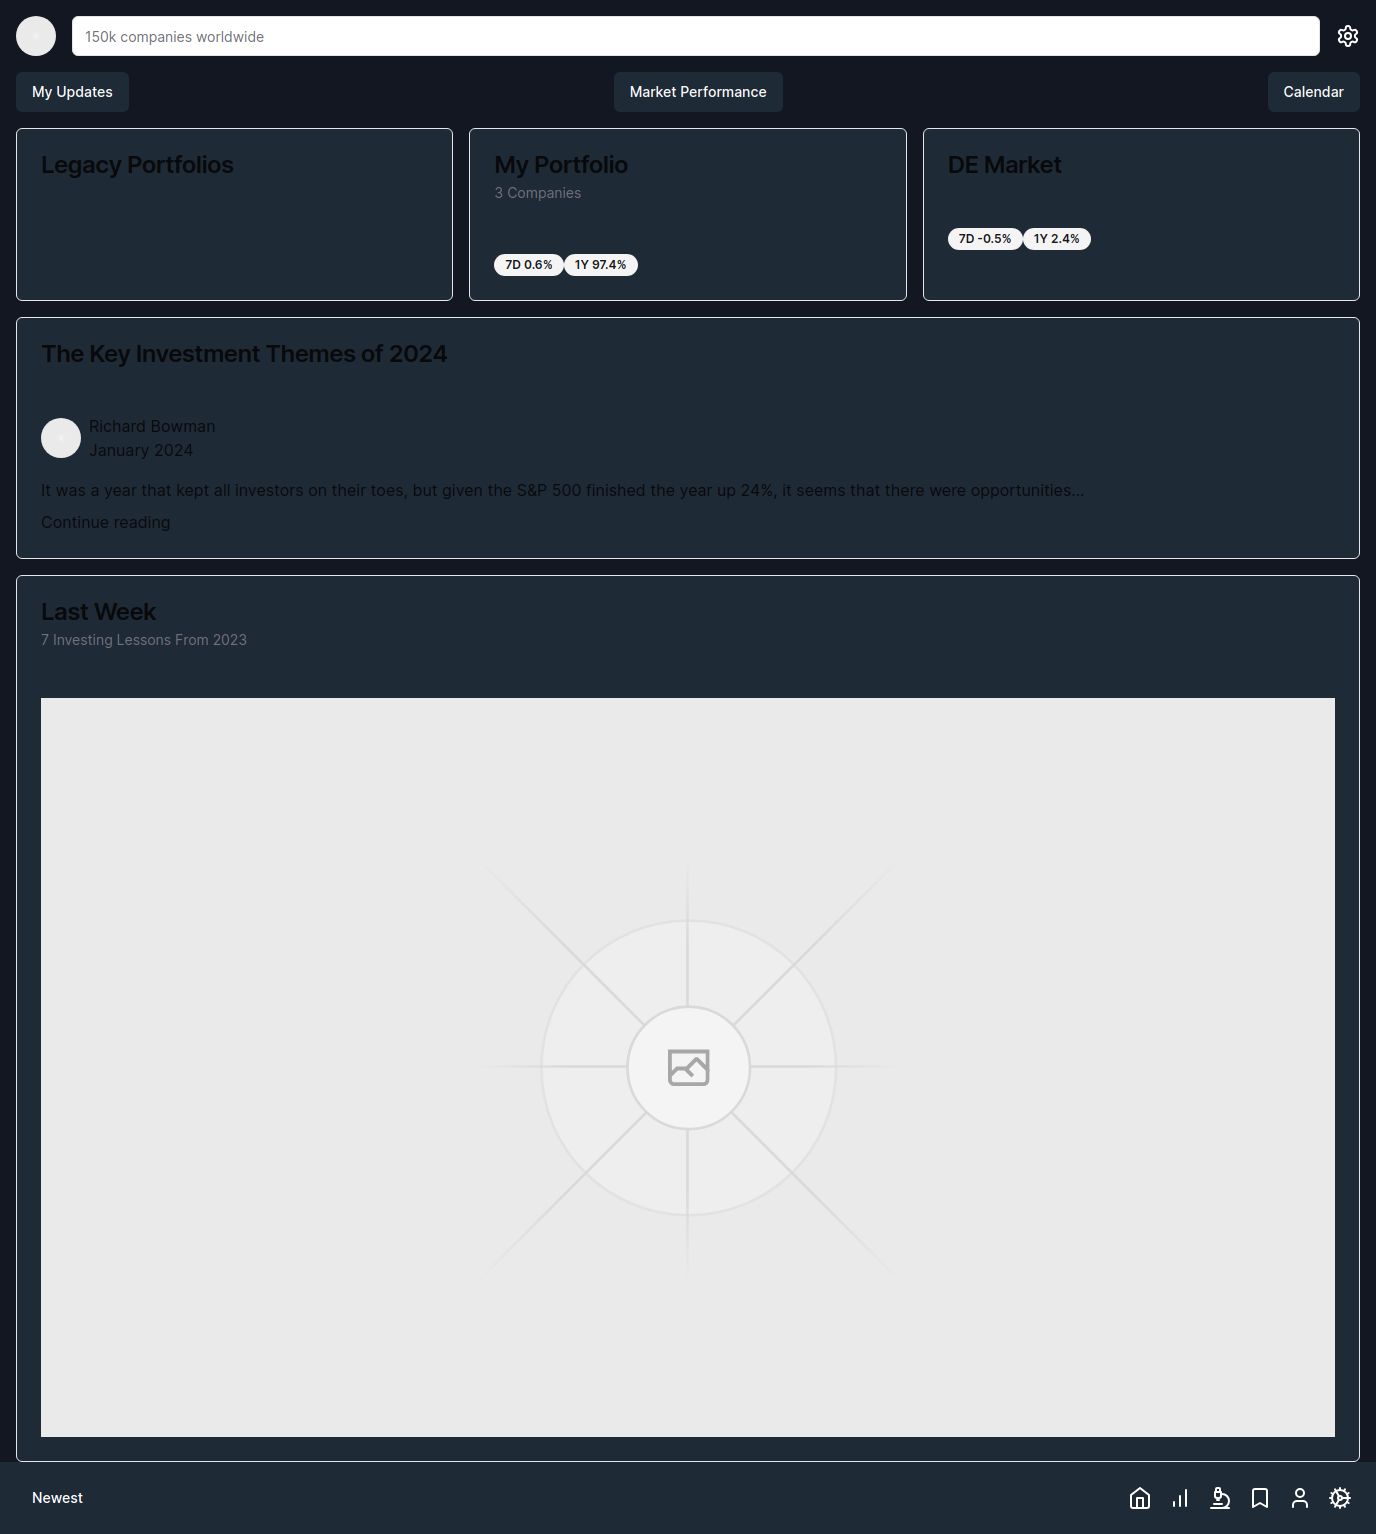 150k companies worldwide
My Updates
Market Performance
Calendar
Legacy Portfolios
My Portfolio
3 Companies
7D 0.6%
1Y 97.4%
DE Market
7D -0.5%
1Y 2.4%
The Key Investment Themes of 2024
Richard Bowman
January 2024
It was a year that kept all investors on their toes, but given the S&P 500 finished the year up 24%, it seems that there were opportunities...
Continue reading
Last Week
7 Investing Lessons From 2023
Newest